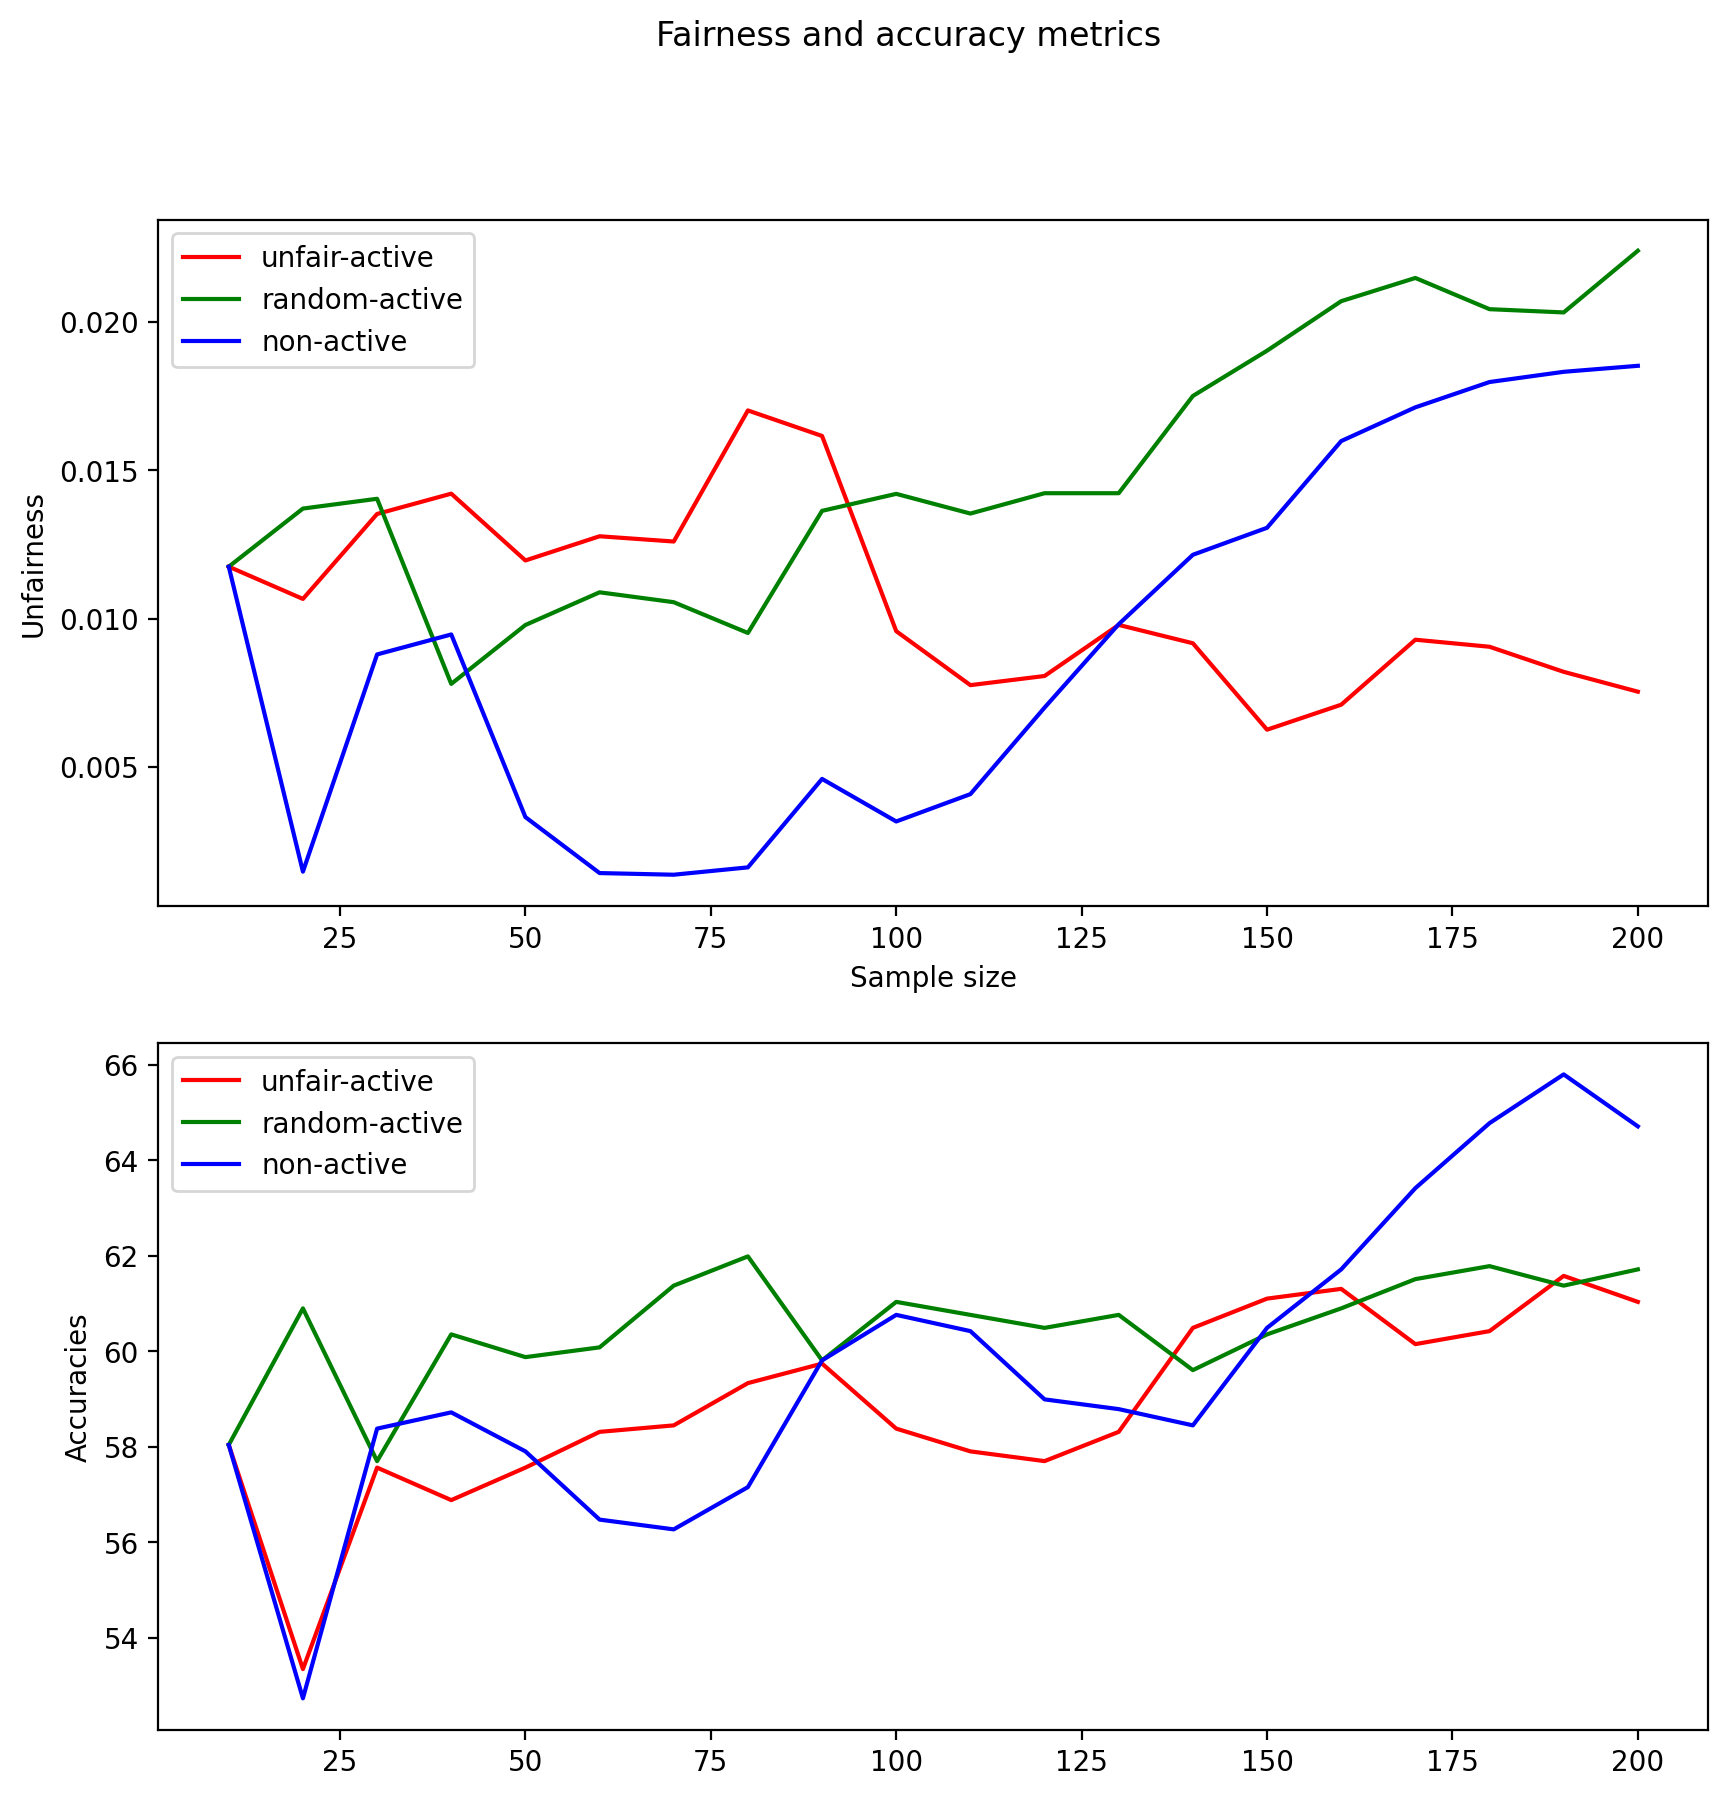 Fairness and accuracy metrics
unfair-active
random-active
non-active
0.020
0.015
0.010
0.005
Unfairness
25 50 75 100 125 150 175 200
Sample size
unfair-active
random-active
non-active
66
64
62
60
58
56
54
Accuracies
25 50 75 100 125 150 175 200